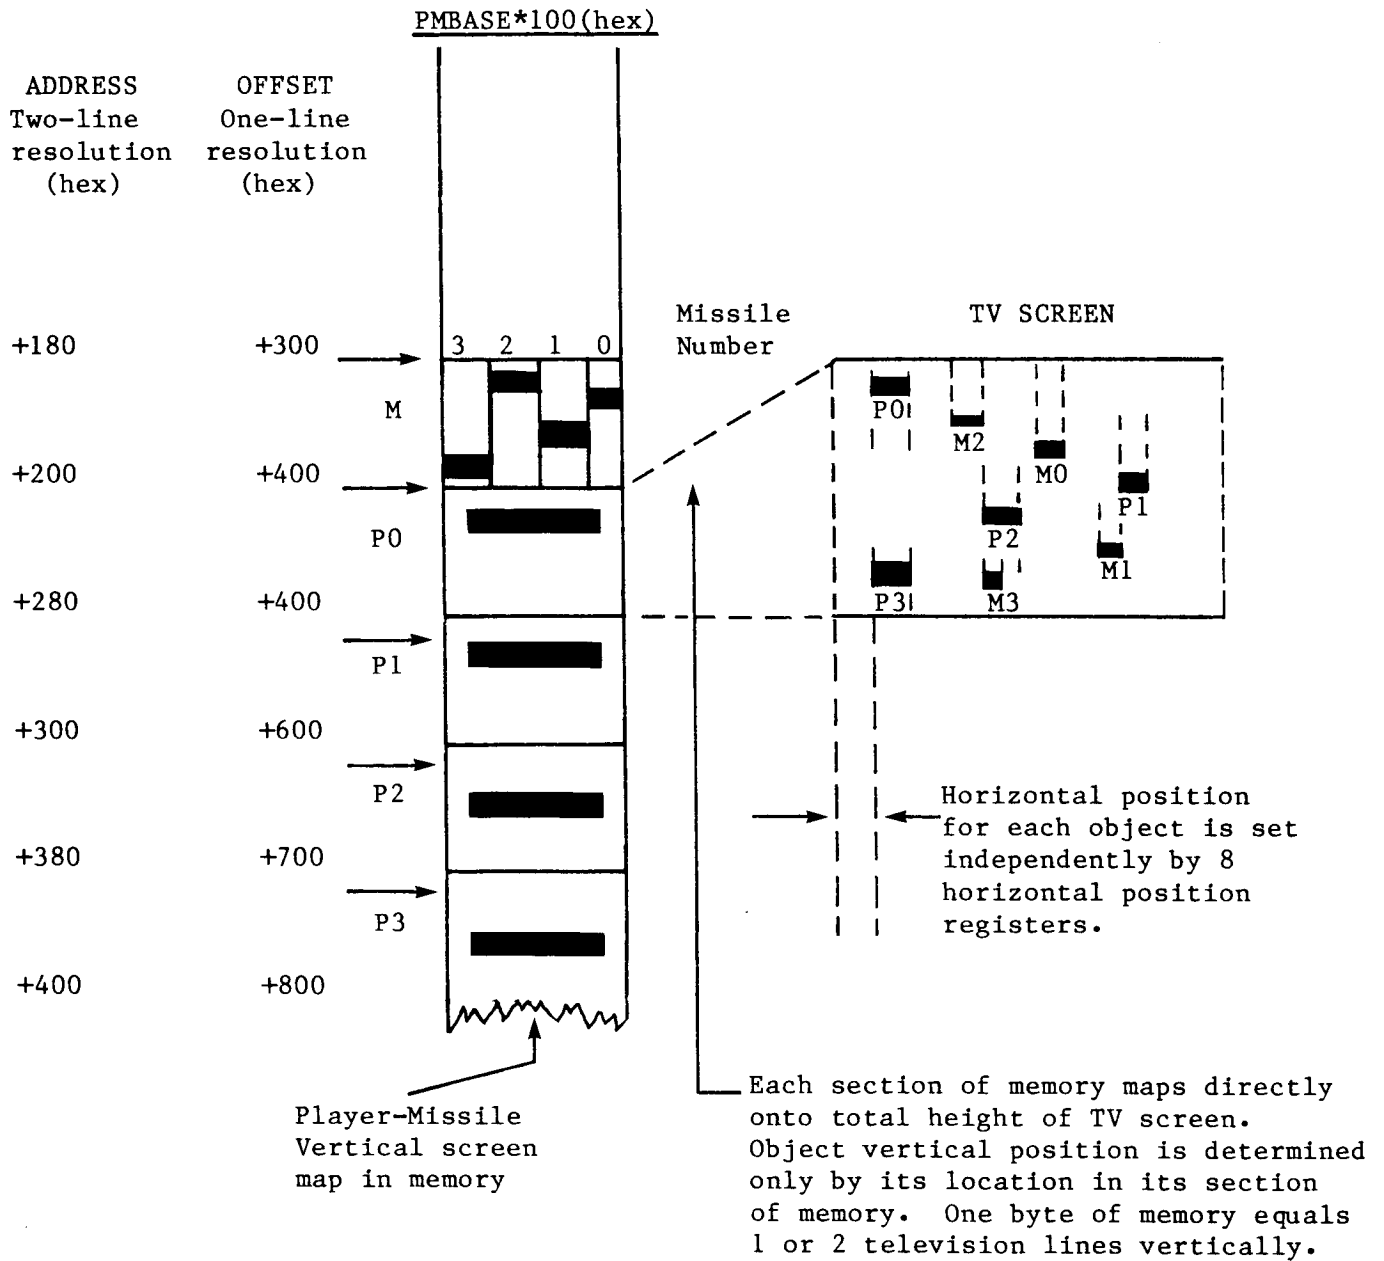 PMBASE*100(hex)
ADDRESS OFFSET
Two-line One-line
resolution resolution
(hex) (hex)
Missile TV SCREEN
Number
+180 +300 3 2 1 0
M
P0 M2 M0 P1
+200 +400
P0
P2 M1
P3 M3
+280 +400
P1
+300 +600
P2
Horizontal position
for each object is set
independently by 8
horizontal position
registers.
+380 +700
P3
+400 +800
Player-Missile
Vertical screen
map in memory
Each section of memory maps directly
onto total height of TV screen.
Object vertical position is determined
only by its location in its section
of memory. One byte of memory equals
1 or 2 television lines vertically.